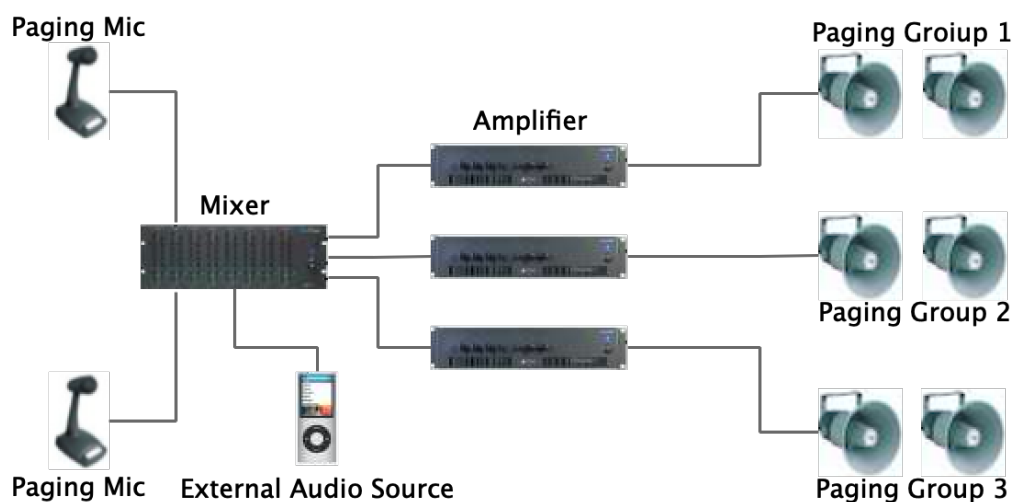 Paging Mic
Paging Groiup 1
Amplifier
Mixer
Paging Group 2
Paging Mic
External Audio Source
Paging Group 3